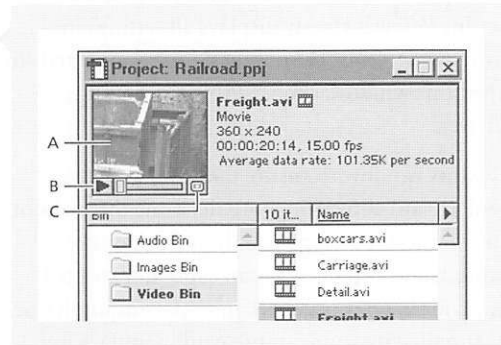 Project: Railroad.ppj
Freight.avi
Movie
360 x 240
00:00:20:14, 15.00 fps
Average data rate: 101.35K per second
A
B
C
Bin
10 it... Name
Audio Bin
boxcars.avi
Images Bin
Carriage.avi
Video Bin
Detail.avi
Freight.avi